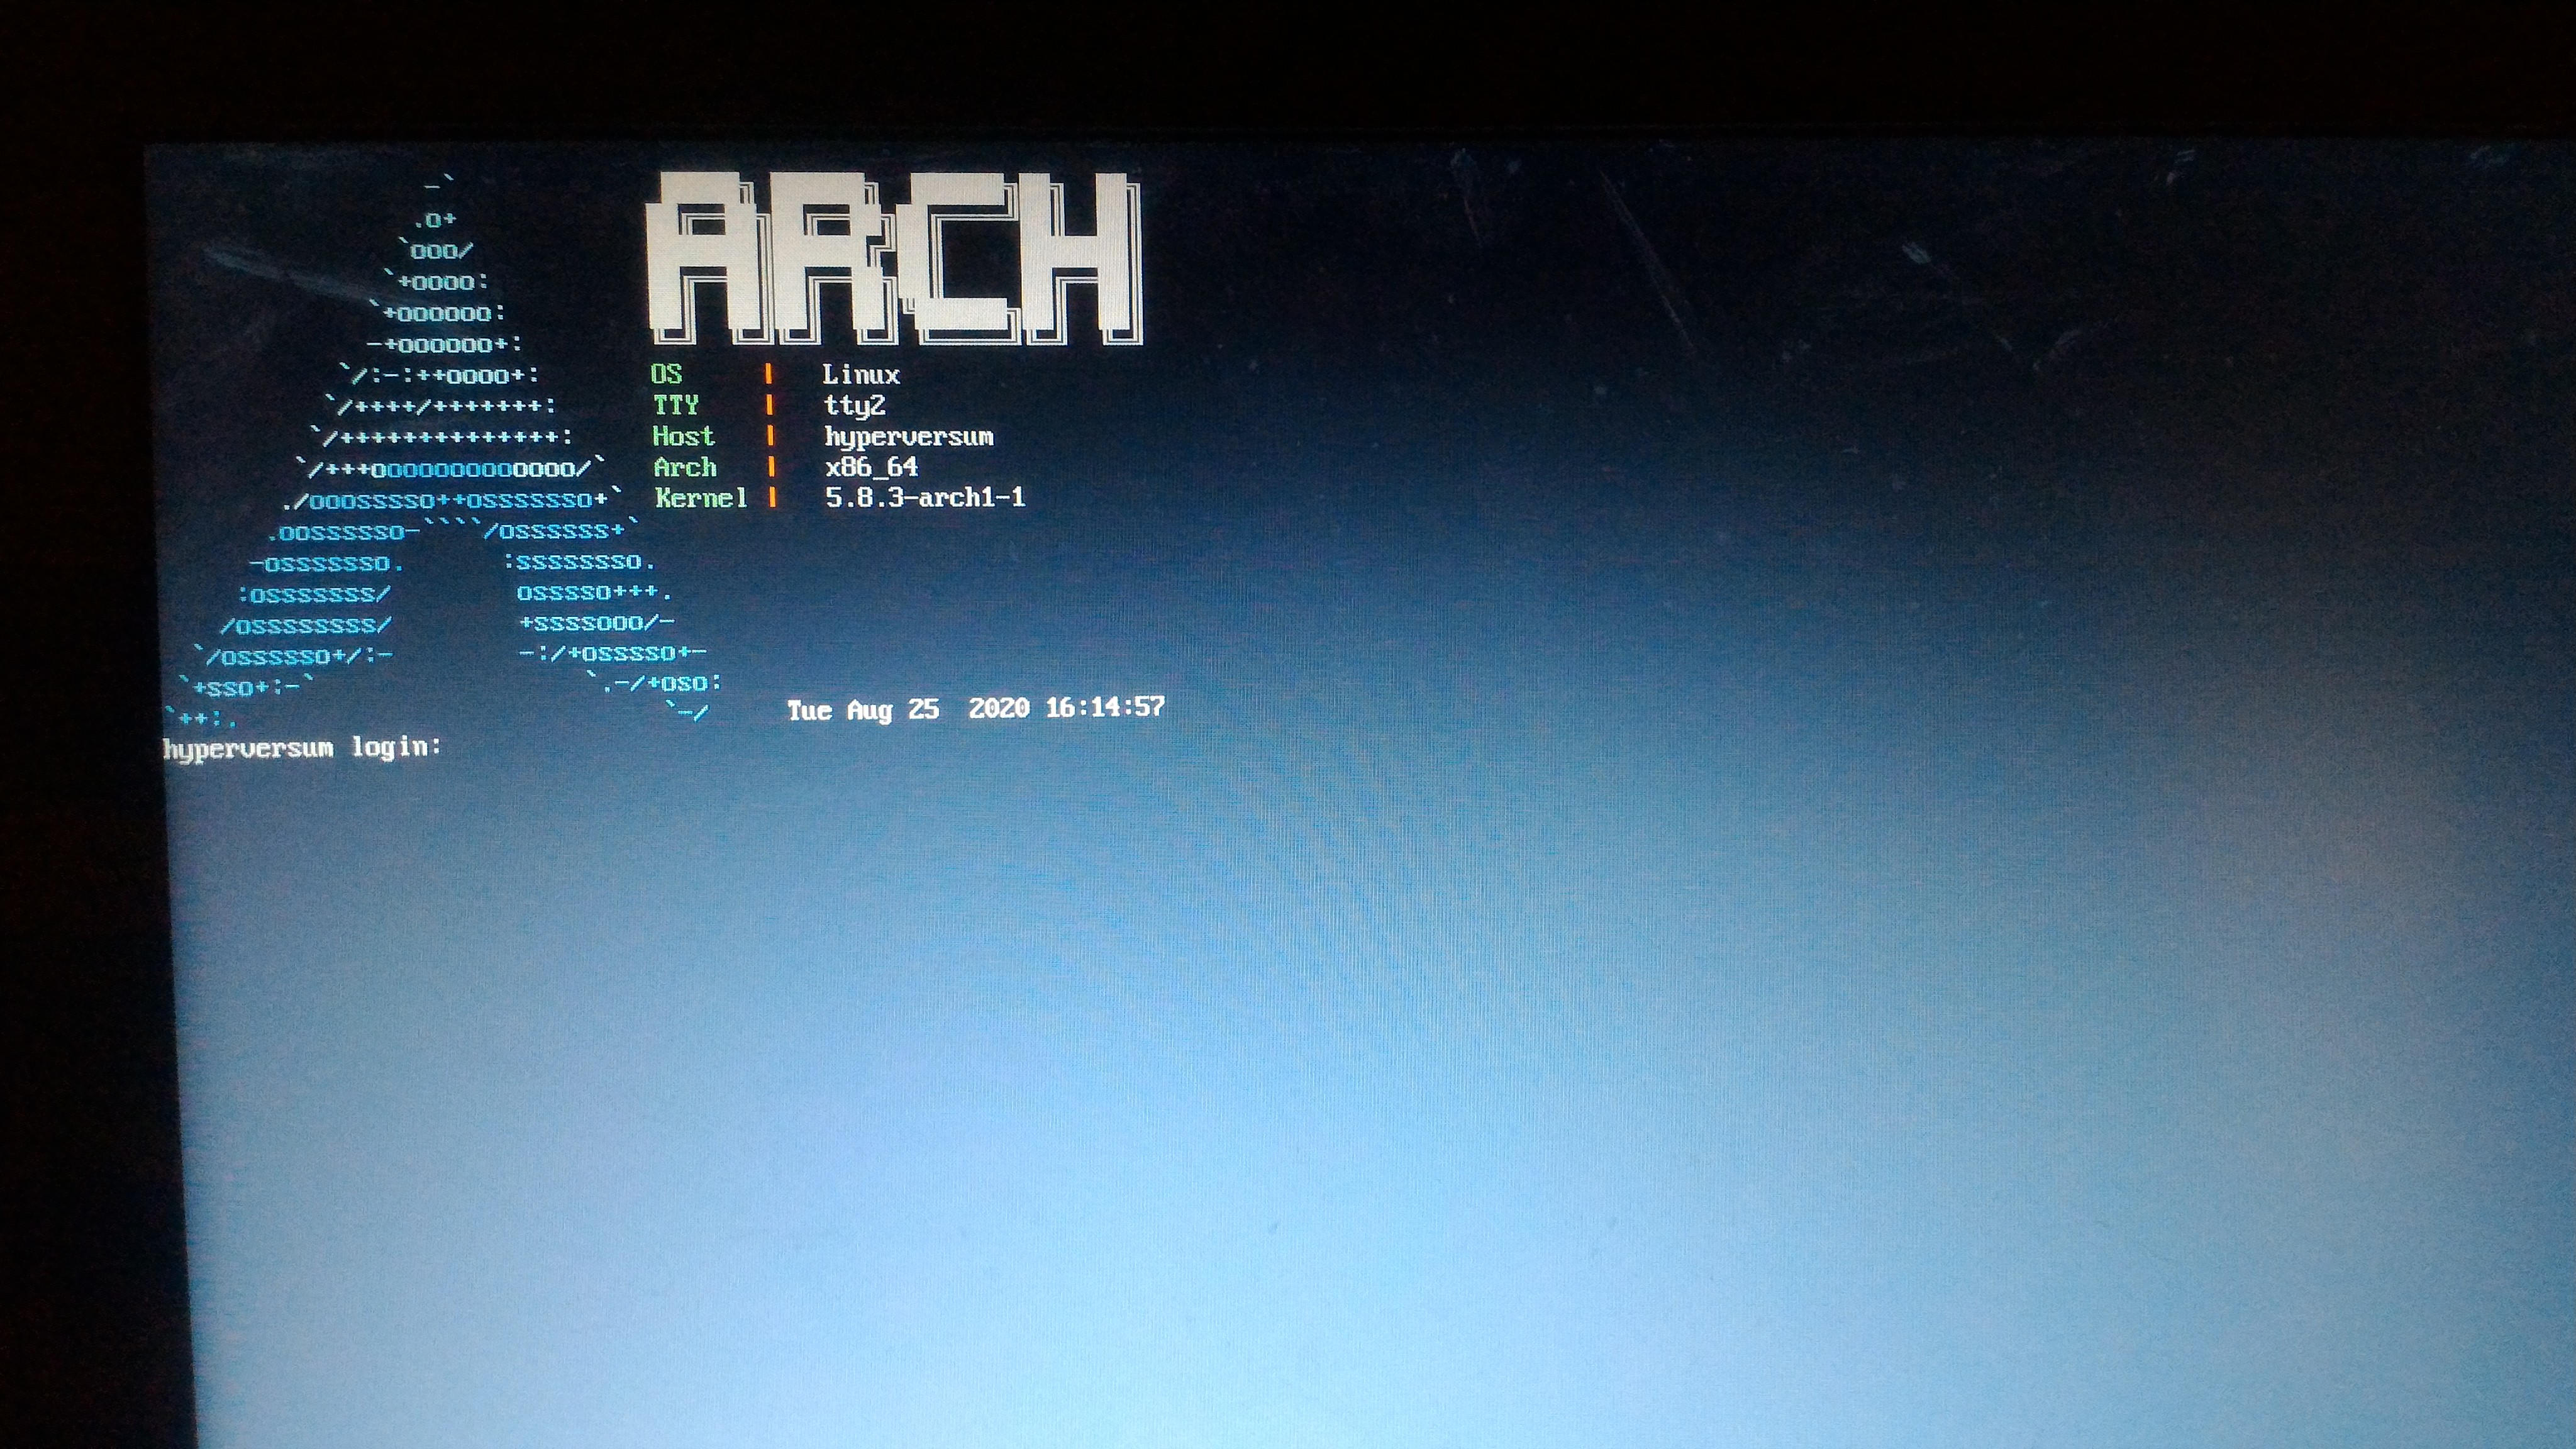 -`
.o+
`ooo/
`+oooo:
`+oooooo:
-+oooooo+:
`/:-:++oooo+:
`/++++/+++++++:
`/++++++++++++++:
`/+++ooooooooooooo/`
./ooosssso++osssssso+`
.oossssso-````/ossssss+`
-osssssso.      :ssssssso.
:osssssss/      osssso+++.
/ossssssss/      +ssssooo/-
`/ossssso+/:-      -:/+osssso+-
`+sso+:-`      `.-/+oso:
`++:.      `-/
ARCH
OS | Linux
TTY | tty2
Host | hyperversum
Arch | x86_64
Kernel | 5.8.3-arch1-1
Tue Aug 25  2020 16:14:57
hyperversum login: